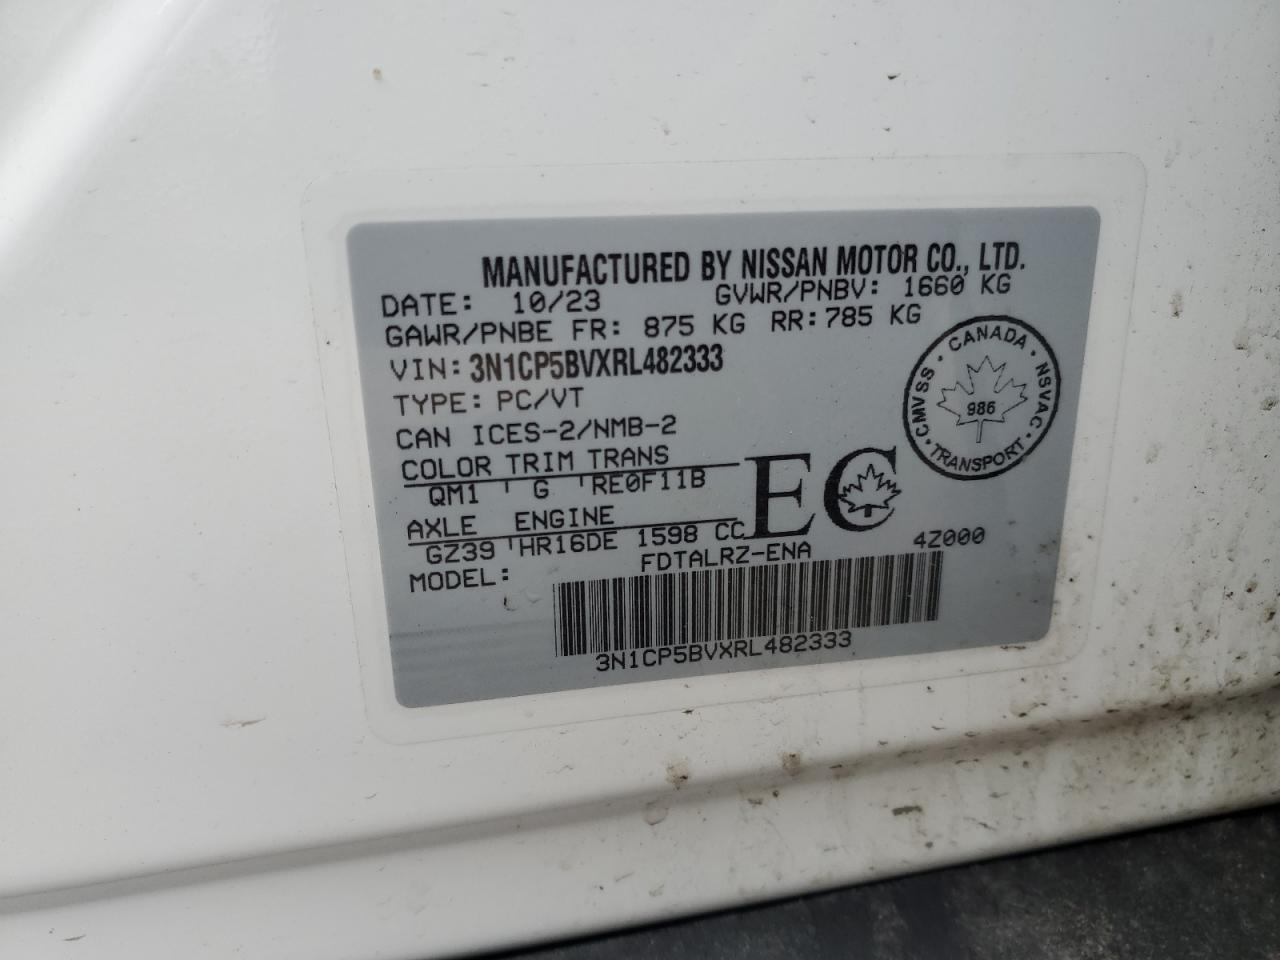 MANUFACTURED BY NISSAN MOTOR CO., LTD.
DATE: 10/23 GVWR/PNBV: 1660 KG
GAWR/PNBE FR: 875 KG RR:785 KG
VIN: 3N1CP5BVXRL482333
TYPE: PC/VT
CAN ICES-2/NMB-2
COLOR TRIM TRANS
QM1 G RE0F11B
AXLE ENGINE
GZ39 HR16DE 1598 CC
MODEL: FDTALRZ-ENA 4Z000
3N1CP5BVXRL482333
EC
CANADA
CMVSS · NSVAC
986
TRANSPORT